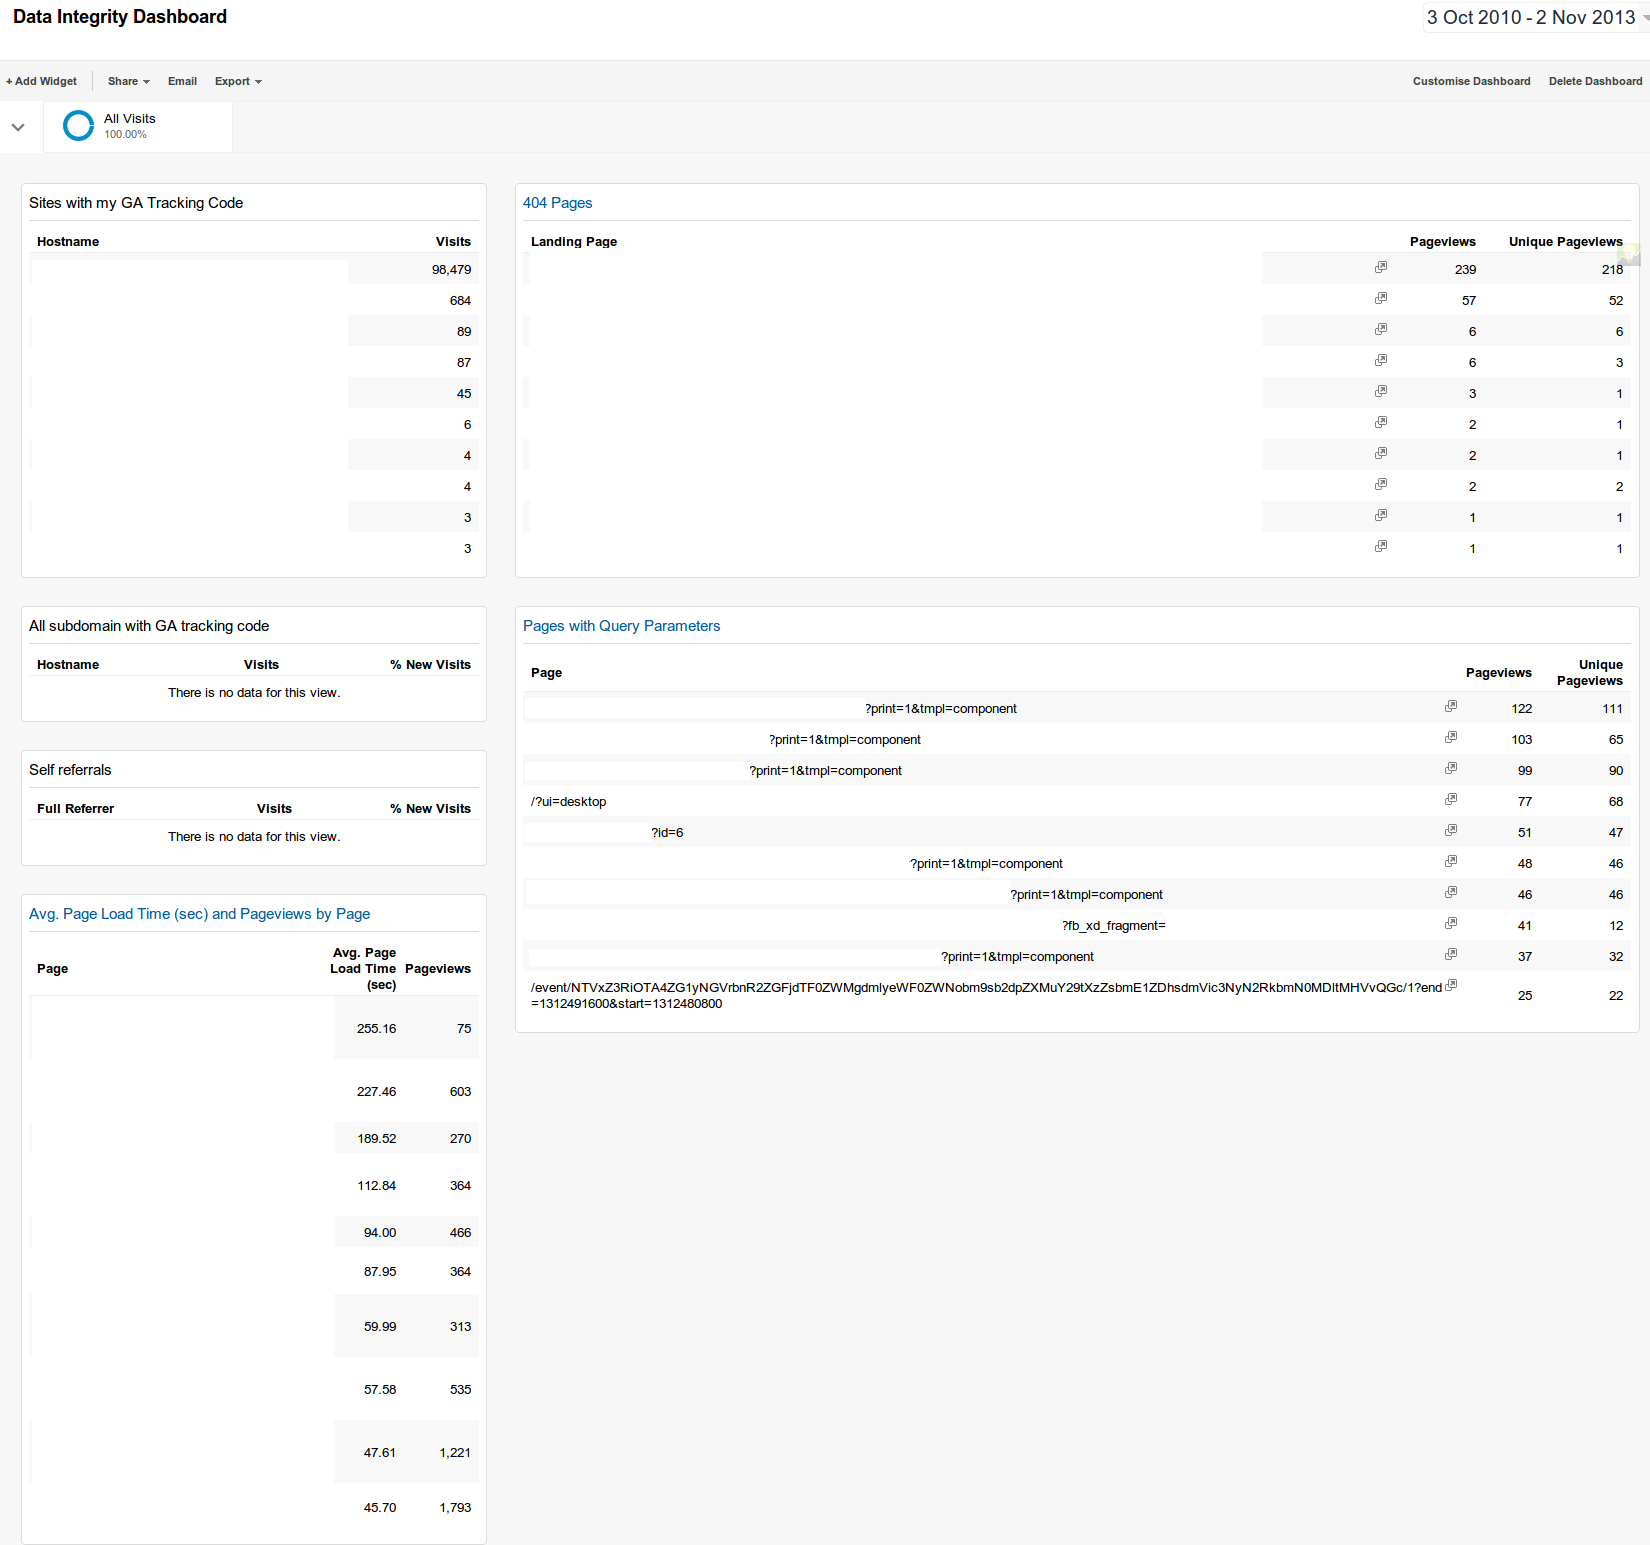 Data Integrity Dashboard
3 Oct 2010 - 2 Nov 2013
+ Add Widget Share Email Export Customise Dashboard Delete Dashboard
All Visits
100.00%
Sites with my GA Tracking Code
Hostname Visits
98,479
684
89
87
45
6
4
4
3
3
404 Pages
Landing Page Pageviews Unique Pageviews
239 218
57 52
6 6
6 3
3 1
2 1
2 1
2 2
1 1
1 1
All subdomain with GA tracking code
Hostname Visits % New Visits
There is no data for this view.
Self referrals
Full Referrer Visits % New Visits
There is no data for this view.
Avg. Page Load Time (sec) and Pageviews by Page
Avg. Page
Page Load Time Pageviews
(sec)
255.16 75
227.46 603
189.52 270
112.84 364
94.00 466
87.95 364
59.99 313
57.58 535
47.61 1,221
45.70 1,793
Pages with Query Parameters
Page Pageviews Unique
Pageviews
?print=1&tmpl=component 122 111
?print=1&tmpl=component 103 65
?print=1&tmpl=component 99 90
/?ui=desktop 77 68
?id=6 51 47
?print=1&tmpl=component 48 46
?print=1&tmpl=component 46 46
?fb_xd_fragment= 41 12
?print=1&tmpl=component 37 32
/event/NTVxZ3RiOTA4ZG1yNGVrbnR2ZGFjdTF0ZWMgdmlyeWF0ZWNobm9sb2dpZXMuY29tXzZsbmE1ZDhsdmVic3NyN2RkbmN0MDltMHVvQGc/1?end
=1312491600&start=1312480800 25 22